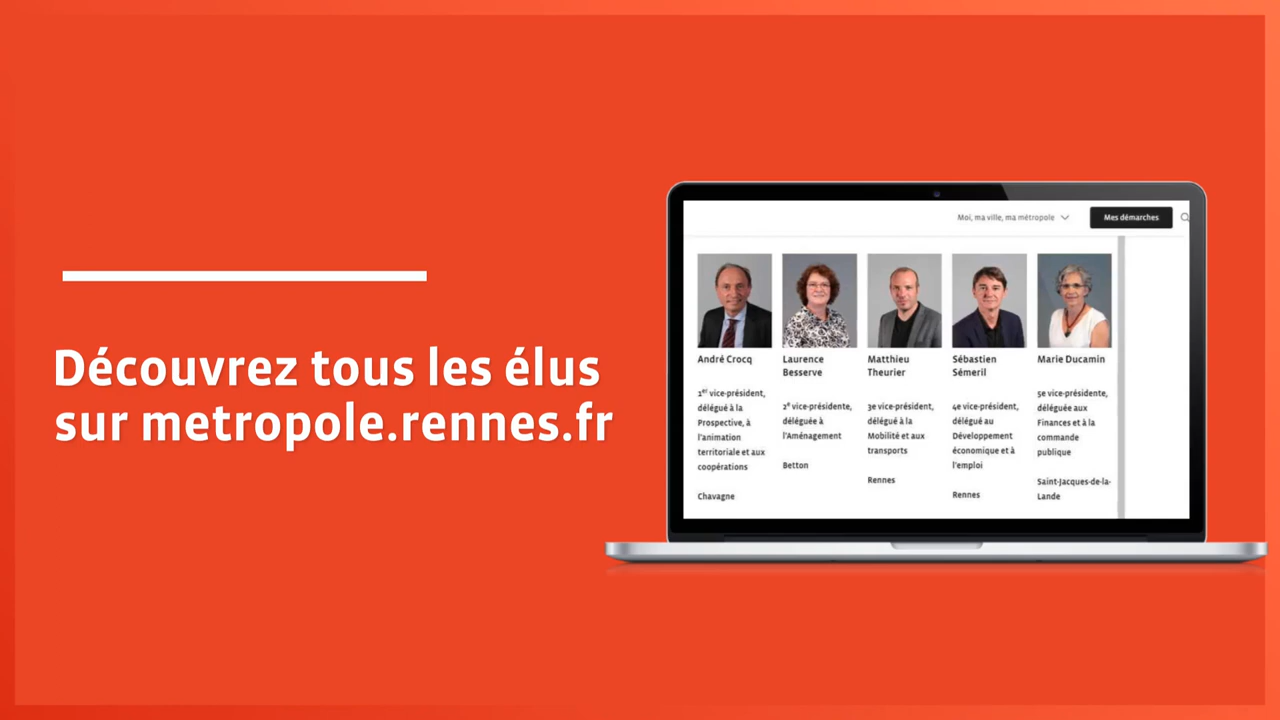 Découvrez tous les élus
sur metropole.rennes.fr
Moi, ma ville, ma métropole
Mes démarches
André Crocq
1er vice-président,
délégué à la
Prospective, à
l'animation
territoriale et aux
coopérations
Chavagne
Laurence
Besserve
2e vice-présidente,
déléguée à
l'Aménagement
Betton
Matthieu
Theurier
3e vice-président,
délégué à la
Mobilité et aux
transports
Rennes
Sébastien
Sémeril
4e vice-président,
délégué au
Développement
économique et à
l'emploi
Rennes
Marie Ducamin
5e vice-présidente,
déléguée aux
Finances et à la
commande
publique
Saint-Jacques-de-la-
Lande